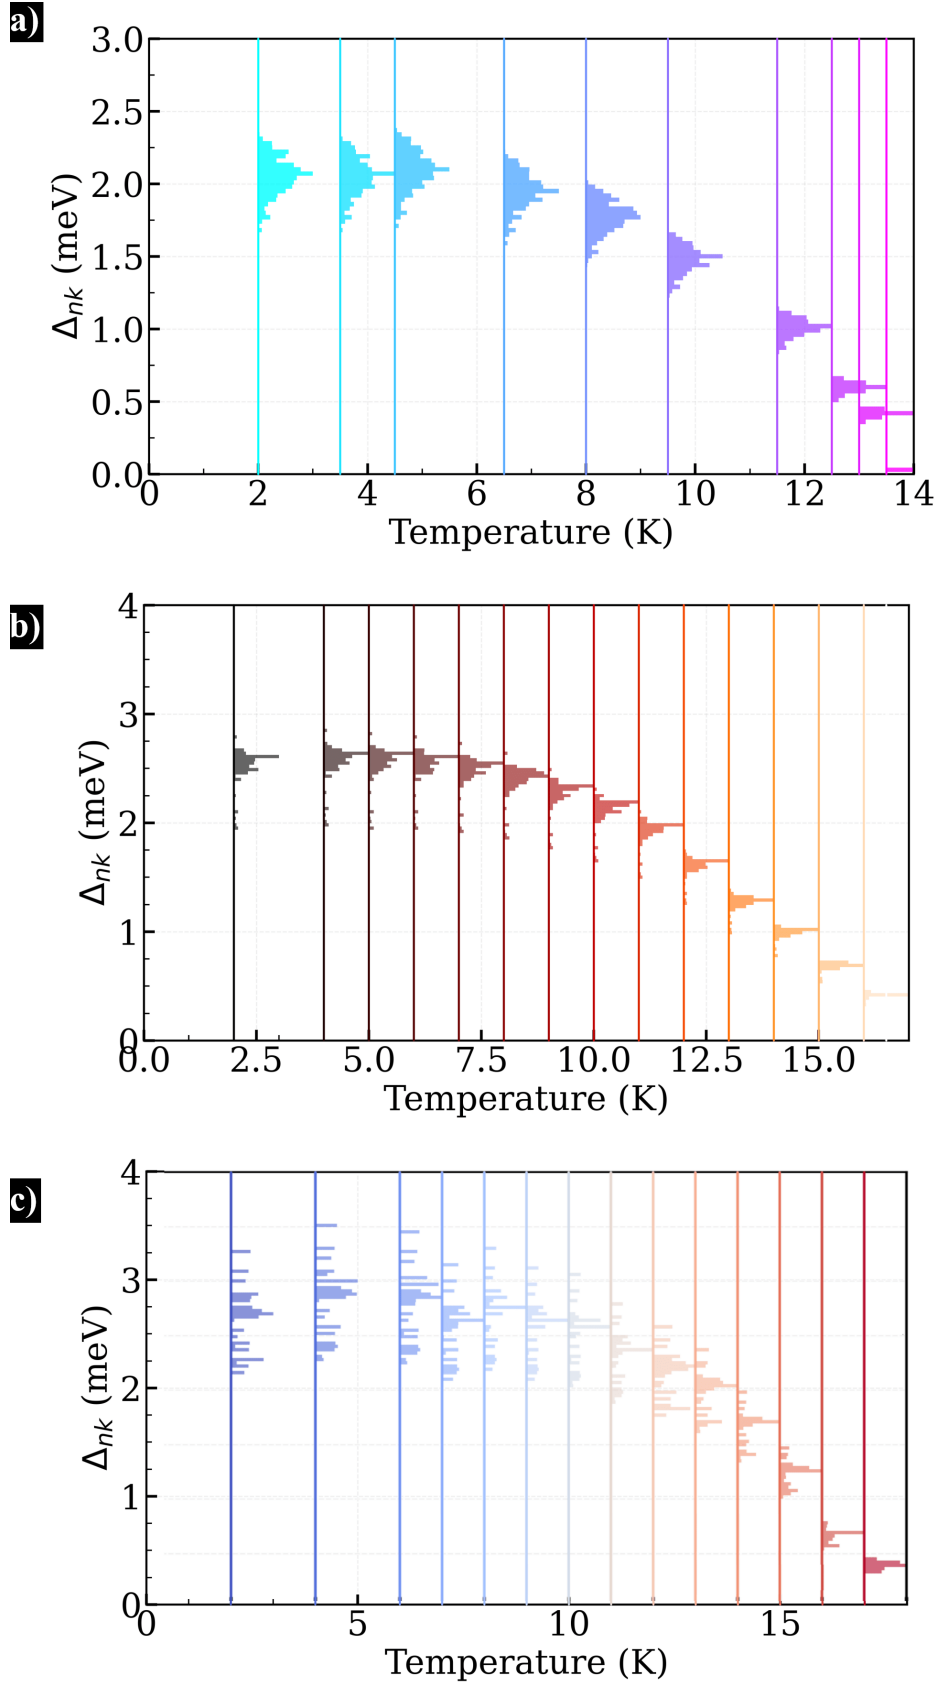 a)
3.0
2.5
2.0
1.5
1.0
0.5
0.0
Δnk (meV)
0 2 4 6 8 10 12 14
Temperature (K)
b)
4
3
2
1
0
Δnk (meV)
0.0 2.5 5.0 7.5 10.0 12.5 15.0
Temperature (K)
c)
4
3
2
1
0
Δnk (meV)
0 5 10 15
Temperature (K)